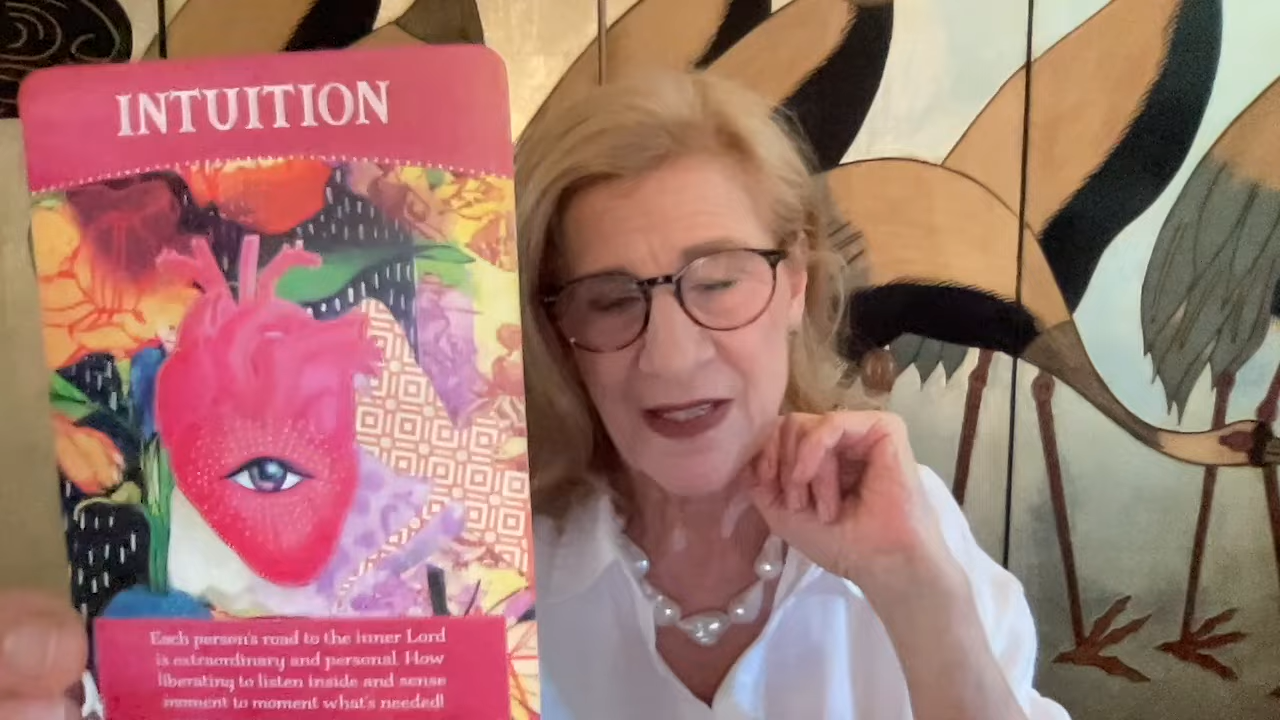 INTUITION
Each person's road to the inner Lord
is extraordinary and personal. How
liberating to listen inside and sense
moment to moment what's needed!